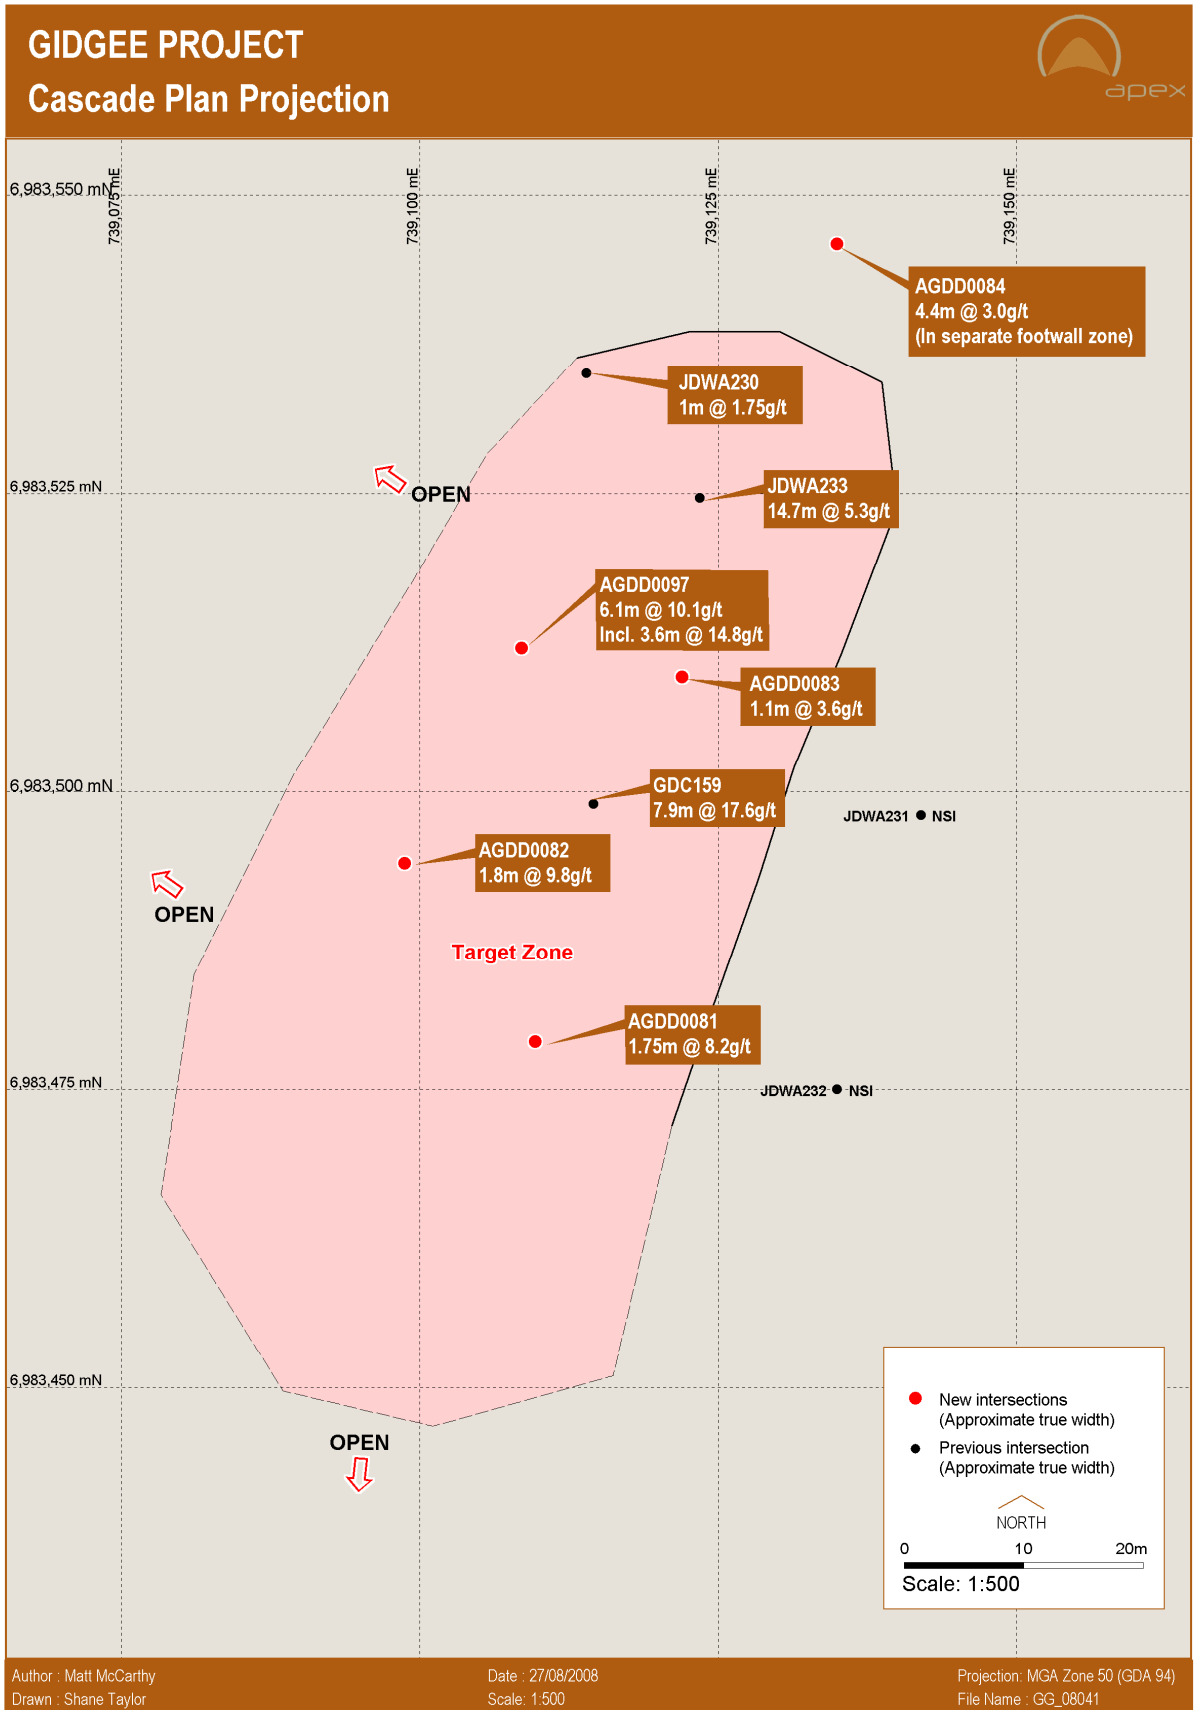 GIDGEE PROJECT
Cascade Plan Projection
apex
739,075 mE
739,100 mE
739,125 mE
739,150 mE
6,983,550 mN
AGDD0084
4.4m @ 3.0g/t
(In separate footwall zone)
JDWA230
1m @ 1.75g/t
6,983,525 mN
OPEN
JDWA233
14.7m @ 5.3g/t
AGDD0097
6.1m @ 10.1g/t
Incl. 3.6m @ 14.8g/t
AGDD0083
1.1m @ 3.6g/t
6,983,500 mN
GDC159
7.9m @ 17.6g/t
JDWA231 NSI
AGDD0082
1.8m @ 9.8g/t
OPEN
Target Zone
AGDD0081
1.75m @ 8.2g/t
6,983,475 mN
JDWA232 NSI
6,983,450 mN
OPEN
New intersections
(Approximate true width)
Previous intersection
(Approximate true width)
NORTH
0 10 20m
Scale: 1:500
Author : Matt McCarthy
Drawn : Shane Taylor
Date : 27/08/2008
Scale: 1:500
Projection: MGA Zone 50 (GDA 94)
File Name : GG_08041